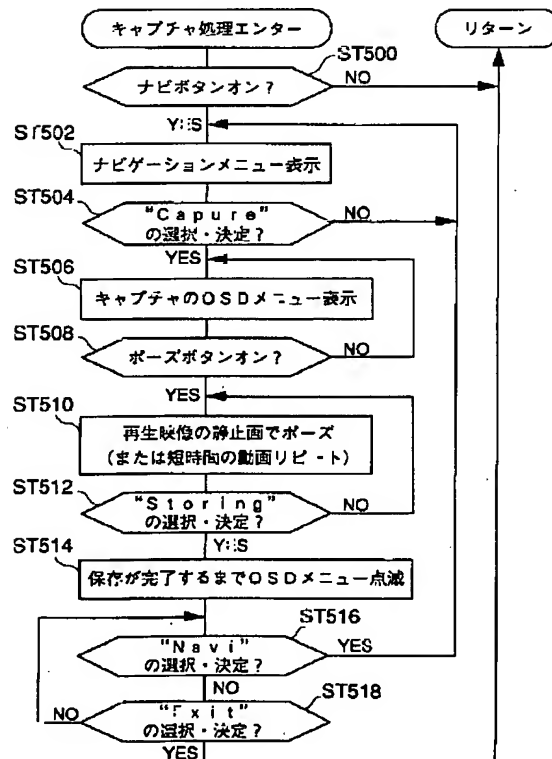 キャプチャ処理エンター
リターン
ST500
ナビボタンオン?
NO
YES
ST502
ナビゲーションメニュー表示
ST504
"Capure"
の選択・決定?
NO
YES
ST506
キャプチャのOSDメニュー表示
ST508
ポーズボタンオン?
NO
YES
ST510
再生映像の静止画でポーズ
(または短時間の動画リピート)
ST512
"Storing"
の選択・決定?
NO
YES
ST514
保存が完了するまでOSDメニュー点滅
ST516
"Navi"
の選択・決定?
YES
NO
ST518
"Exit"
の選択・決定?
NO
YES